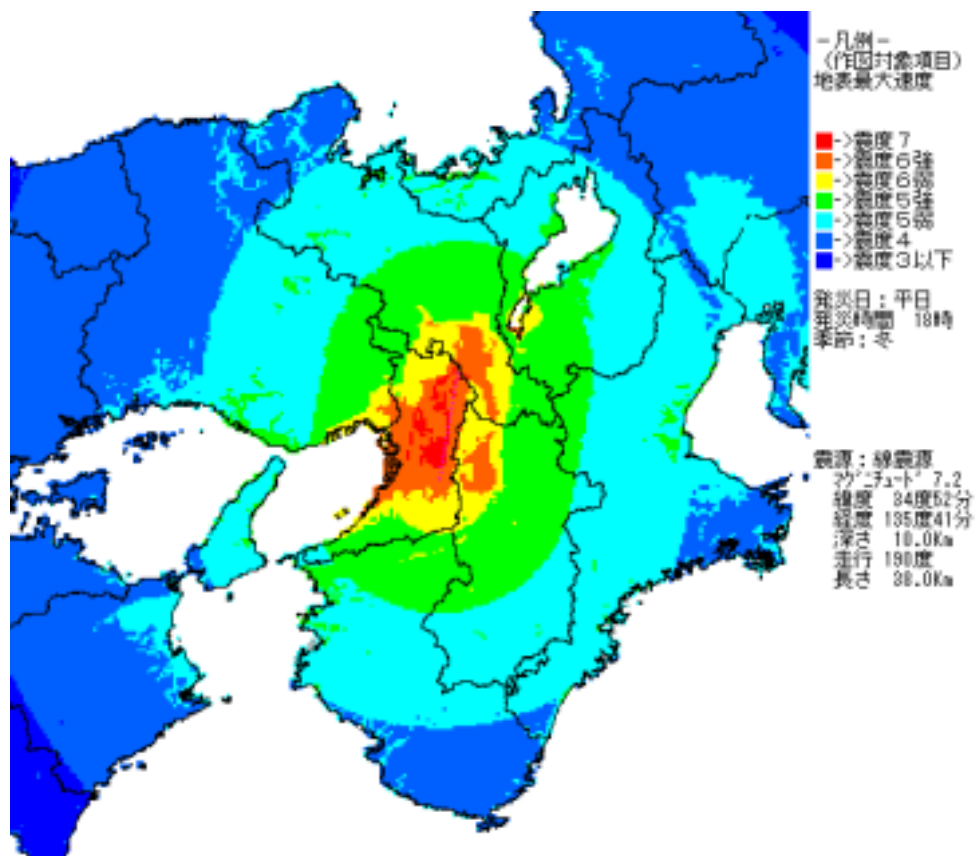 －凡例－
（作図対象項目）
地表最大速度
->震度７
->震度６強
->震度６弱
->震度５強
->震度５弱
->震度４
->震度３以下
発災日：平日
発災時間　18時
季節：冬
震源：線震源
ﾏｸﾞﾆﾁｭｰﾄﾞ 7.2
緯度　34度52分
経度 135度41分
深さ　10.0Km
走行 190度
長さ　38.0Km